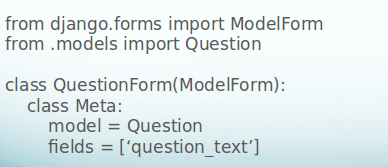 from django.forms import ModelForm
from .models import Question
class QuestionForm(ModelForm):
class Meta:
model = Question
fields = [‘question_text’]